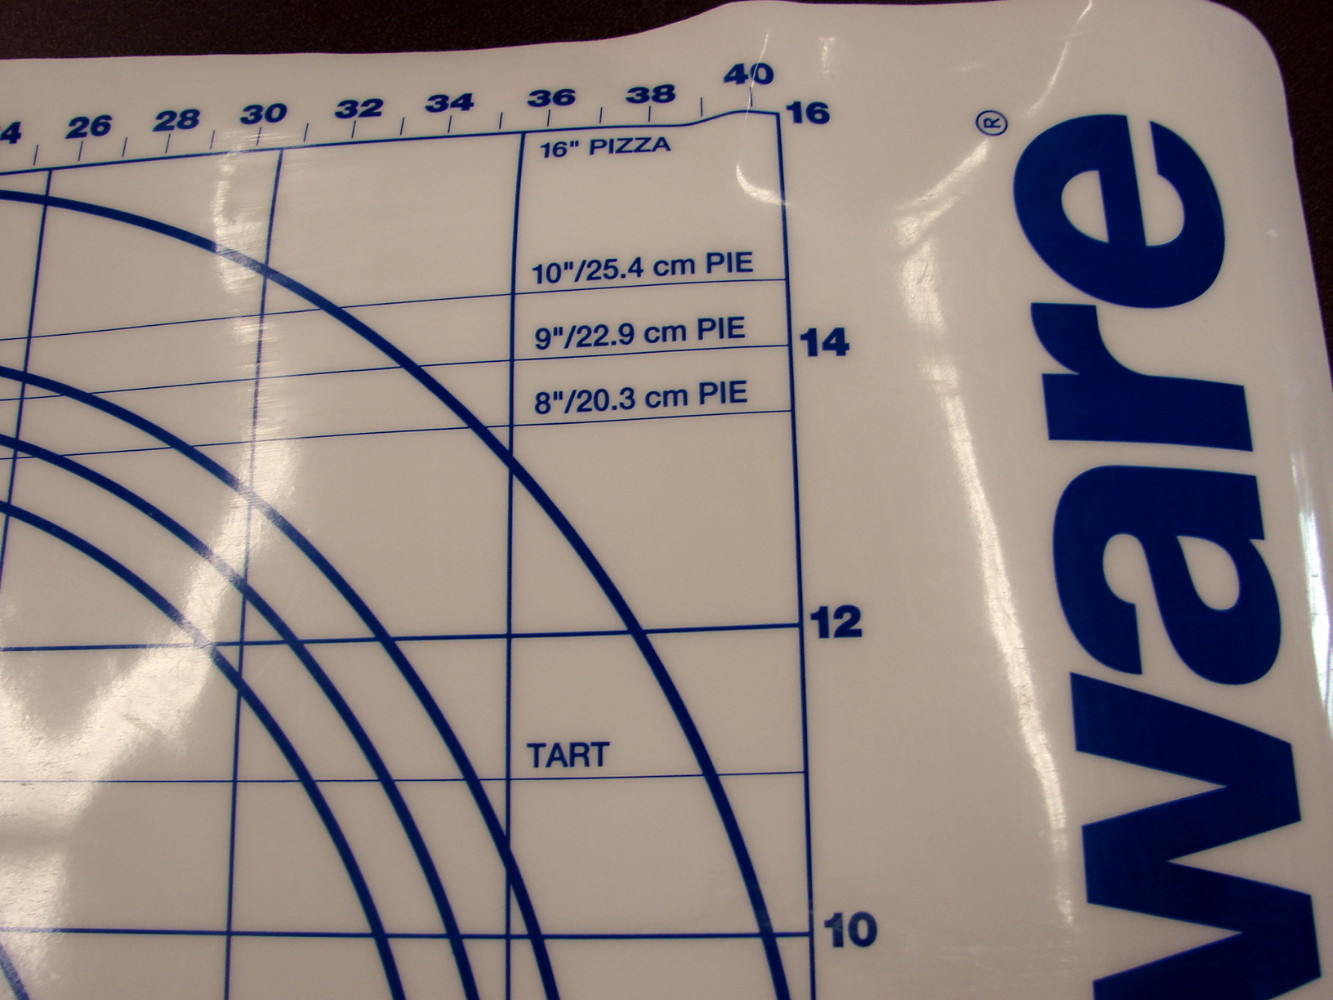 4 26 28 30 32 34 36 38 40
16
16" PIZZA
10"/25.4 cm PIE
9"/22.9 cm PIE
14
8"/20.3 cm PIE
12
TART
10
ware®